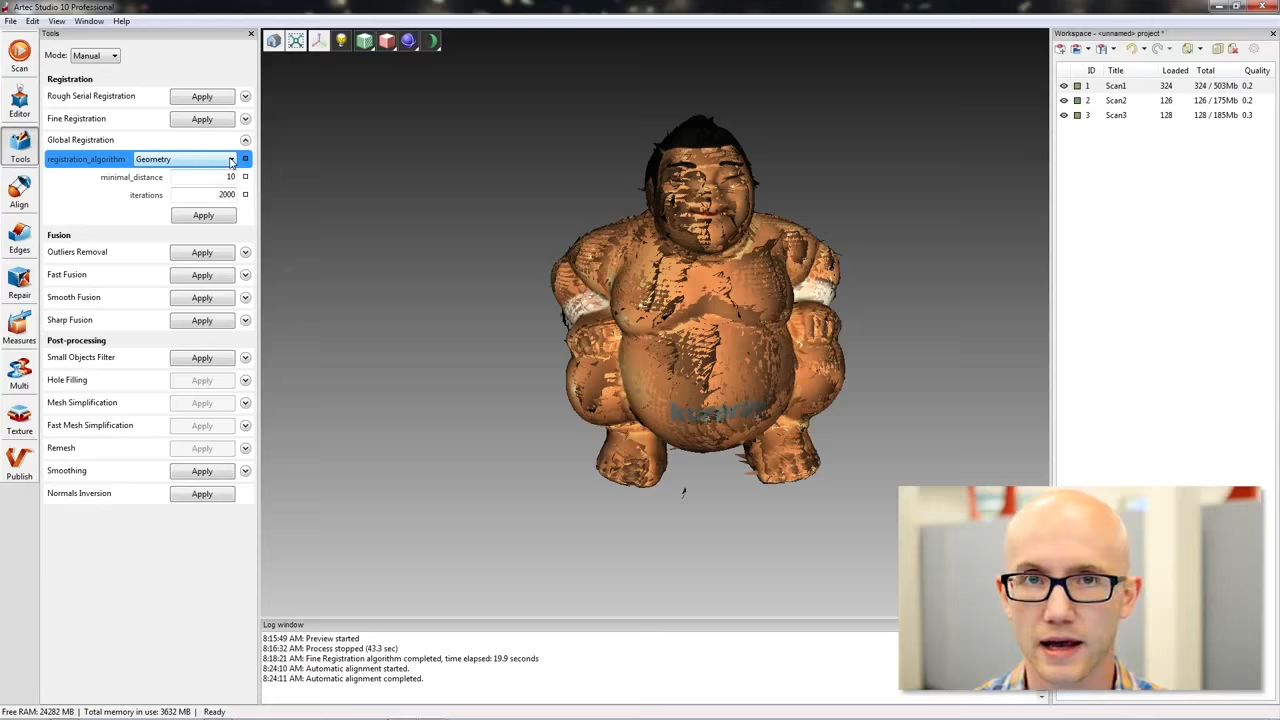 Artec Studio 10 Professional
File Edit View Window Help
Tools
Workspace - <unnamed> project *
Mode: Manual
Scan
Registration
Rough Serial Registration Apply
Fine Registration Apply
Global Registration
registration_algorithm Geometry
minimal_distance 10
iterations 2000
Apply
Fusion
Outliers Removal Apply
Fast Fusion Apply
Smooth Fusion Apply
Sharp Fusion Apply
Post-processing
Small Objects Filter Apply
Hole Filling Apply
Mesh Simplification Apply
Fast Mesh Simplification Apply
Remesh Apply
Smoothing Apply
Normals Inversion Apply
Editor
Tools
Align
Edges
Repair
Measures
Multi
Texture
Publish
ID Title Loaded Total Quality
1 Scan1 324 324 / 503Mb 0.2
2 Scan2 126 126 / 175Mb 0.2
3 Scan3 128 128 / 185Mb 0.3
Log window
8:15:49 AM: Preview started
8:16:32 AM: Process stopped (43.3 sec)
8:18:21 AM: Fine Registration algorithm completed, time elapsed: 19.9 seconds
8:24:10 AM: Automatic alignment started.
8:24:11 AM: Automatic alignment completed.
Free RAM: 24282 MB | Total memory in use: 3632 MB | Ready